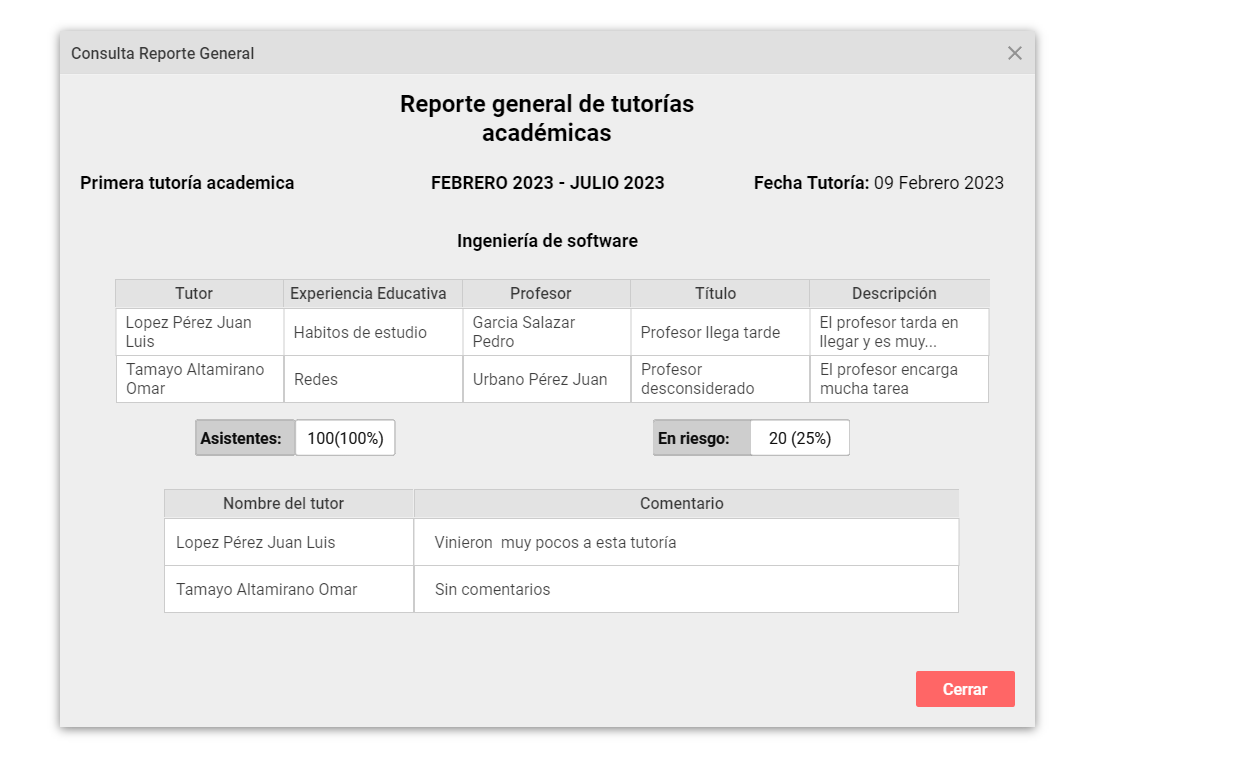 Consulta Reporte General
Reporte general de tutorías
académicas
Primera tutoría academica
FEBRERO 2023 - JULIO 2023
Fecha Tutoría: 09 Febrero 2023
Ingeniería de software
Tutor Experiencia Educativa Profesor Título Descripción
Lopez Pérez Juan
Luis
Habitos de estudio
Garcia Salazar
Pedro
Profesor llega tarde
El profesor tarda en
llegar y es muy...
Tamayo Altamirano
Omar
Redes
Urbano Pérez Juan
Profesor
desconsiderado
El profesor encarga
mucha tarea
Asistentes: 100(100%)
En riesgo: 20 (25%)
Nombre del tutor Comentario
Lopez Pérez Juan Luis Vinieron  muy pocos a esta tutoría
Tamayo Altamirano Omar Sin comentarios
Cerrar